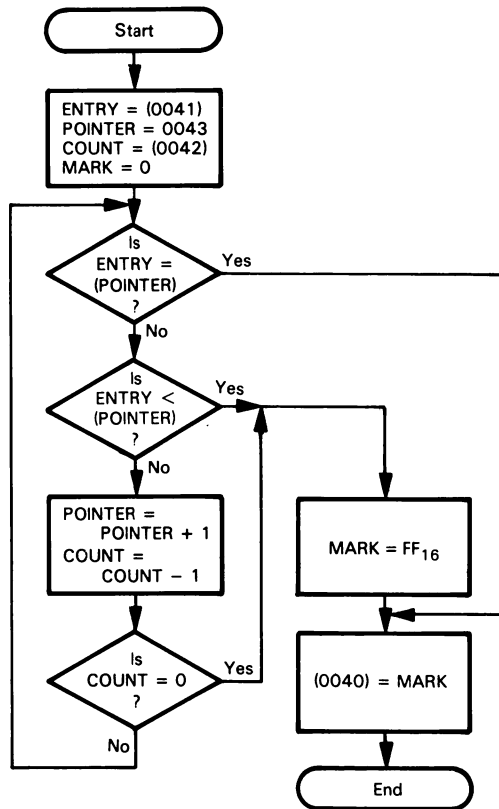 Start
ENTRY = (0041)
POINTER = 0043
COUNT = (0042)
MARK = 0
Is
ENTRY =
(POINTER)
?
Yes
No
Is
ENTRY <
(POINTER)
?
Yes
No
POINTER =
POINTER + 1
COUNT =
COUNT - 1
MARK = FF16
Is
COUNT = 0
?
Yes
No
(0040) = MARK
End